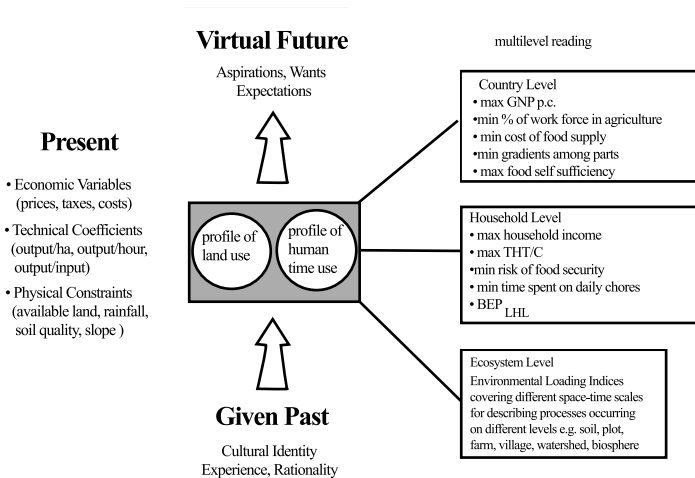 Virtual Future
Aspirations, Wants
Expectations
multilevel reading
Country Level
• max GNP p.c.
•min % of work force in agriculture
• min cost of food supply
•min gradients among parts
• max food self sufficiency
Present
• Economic Variables
(prices, taxes, costs)
• Technical Coefficients
(output/ha, output/hour,
output/input)
• Physical Constraints
(available land, rainfall,
soil quality, slope )
profile of
land use
profile of
human
time use
Household Level
• max household income
• max THT/C
•min risk of food security
• min time spent on daily chores
• BEP LHL
Ecosystem Level
Environmental Loading Indices
covering different space-time scales
for describing processes occurring
on different levels e.g. soil, plot,
farm, village, watershed, biosphere
Given Past
Cultural Identity
Experience, Rationality